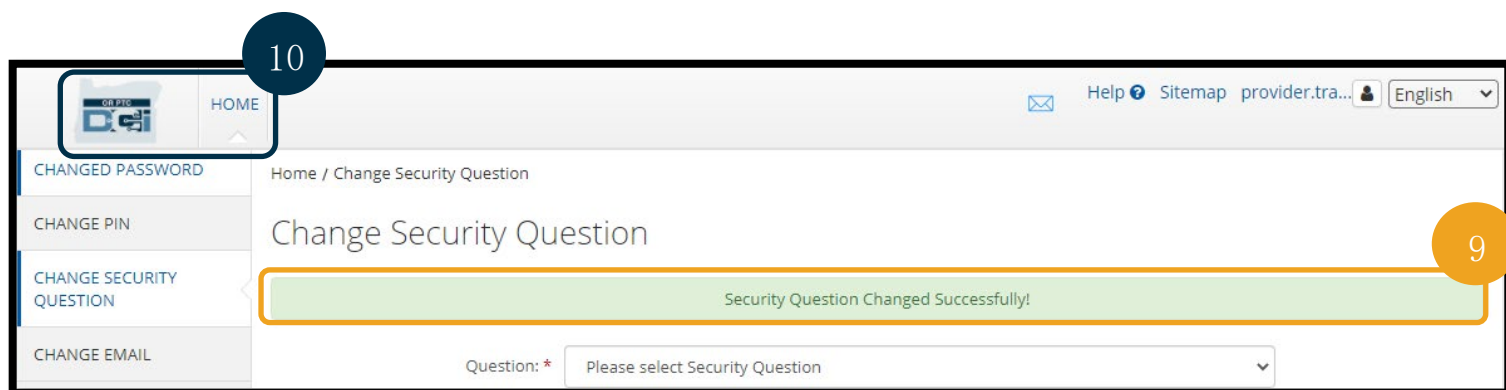 10
OR PTC
DCi
HOME
Help ? Sitemap provider.tra... English
CHANGED PASSWORD
Home / Change Security Question
CHANGE PIN
Change Security Question
9
CHANGE SECURITY
QUESTION
Security Question Changed Successfully!
CHANGE EMAIL
Question: * Please select Security Question